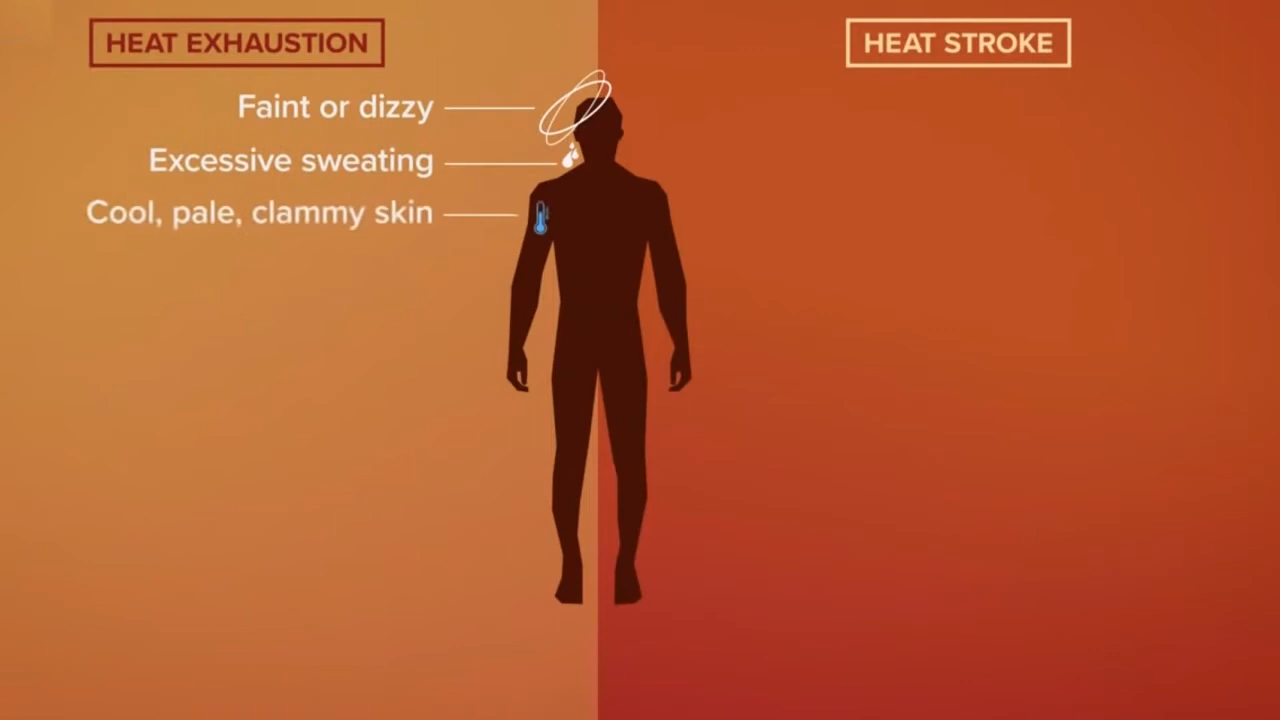 HEAT EXHAUSTION
HEAT STROKE
Faint or dizzy
Excessive sweating
Cool, pale, clammy skin